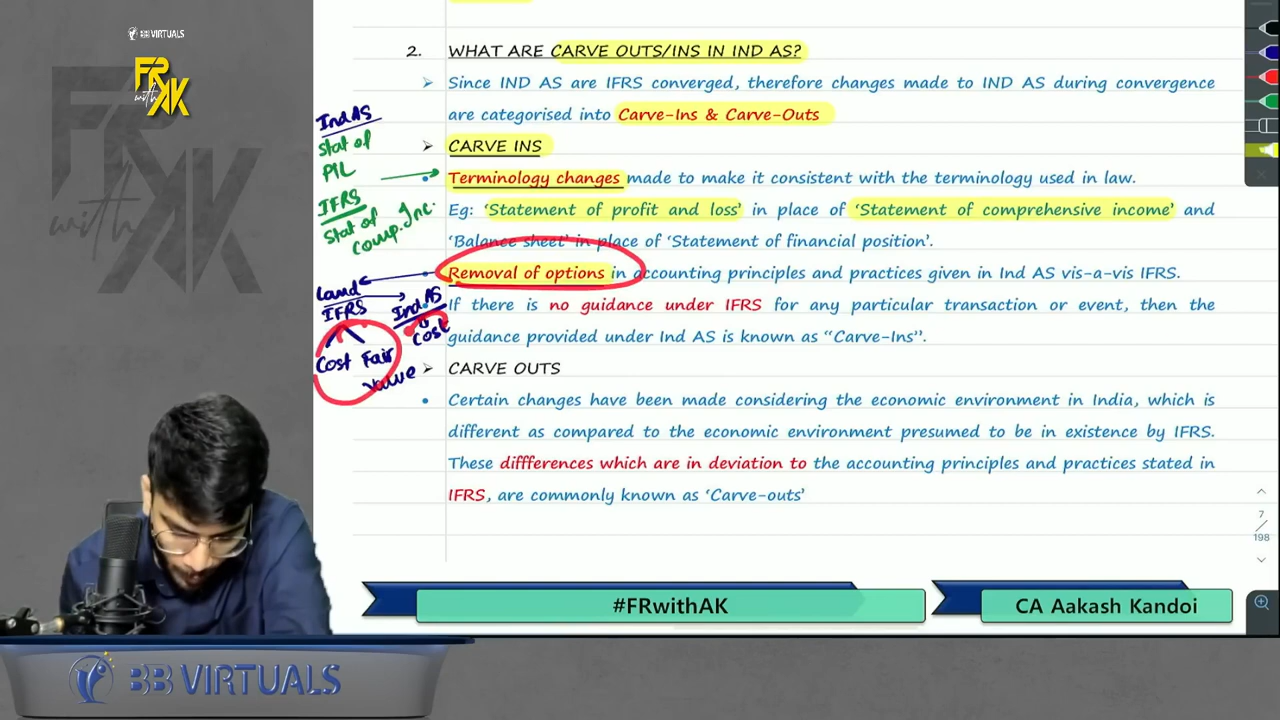 BB VIRTUALS
FR
with
AK
FR
with
AK
2. WHAT ARE CARVE OUTS/INS IN IND AS?
➢ Since IND AS are IFRS converged, therefore changes made to IND AS during convergence
are categorised into Carve-Ins & Carve-Outs
➢ CARVE INS
• Terminology changes made to make it consistent with the terminology used in law.
Eg: ‘Statement of profit and loss’ in place of ‘Statement of comprehensive income’ and
‘Balance sheet’ in place of ‘Statement of financial position’.
• Removal of options in accounting principles and practices given in Ind AS vis-a-vis IFRS.
• If there is no guidance under IFRS for any particular transaction or event, then the
guidance provided under Ind AS is known as “Carve-Ins”.
➢ CARVE OUTS
• Certain changes have been made considering the economic environment in India, which is
different as compared to the economic environment presumed to be in existence by IFRS.
These diffferences which are in deviation to the accounting principles and practices stated in
IFRS, are commonly known as ‘Carve-outs’
Ind AS
Stat of
P/L
IFRS
Stat of
Comp. Inc.
Land
IFRS
Ind AS
Cost
Cost Fair
Value
7
/
198
#FRwithAK
CA Aakash Kandoi
BB VIRTUALS